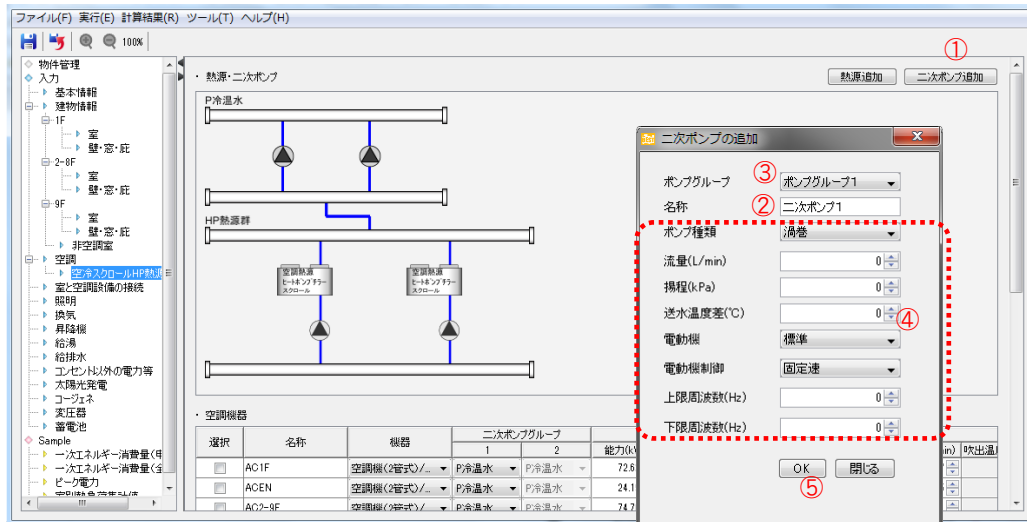 ファイル(F) 実行(E) 計算結果(R) ツール(T) ヘルプ(H)
100%
物件管理
入力
基本情報
建物情報
1F
室
壁・窓・庇
2-8F
室
壁・窓・庇
9F
室
壁・窓・庇
非空調室
空調
空冷スクロールHP熱源
室と空調設備の接続
照明
換気
昇降機
給湯
給排水
コンセント以外の電力等
太陽光発電
コージェネ
変圧器
蓄電池
Sample
一次エネルギー消費量(
一次エネルギー消費量(全
ピーク電力
・ 熱源・二次ポンプ
①
熱源追加 二次ポンプ追加
P冷温水
HP熱源群
空調熱源 空調熱源
ヒートポンプチラー ヒートポンプチラー
スクロール スクロール
・ 空調機器
選択 名称 機器 二次ポンプグループ
1 2 能力(k
AC1F 空調機(2管式)/... P冷温水 P冷温水 72.6
ACEN 空調機(2管式)/... P冷温水 P冷温水 24.1
AC2-9F 空調機(2管式)/... P冷温水 P冷温水 74.7
in) 吹出温
二次ポンプの追加
ポンプグループ ③ ポンプグループ1
名称 ② 二次ポンプ1
ポンプ種類 渦巻
流量(L/min) 0
揚程(kPa) 0
送水温度差(℃) 0
④
電動機 標準
電動機制御 固定速
上限周波数(Hz) 0
下限周波数(Hz) 0
OK 閉じる
⑤